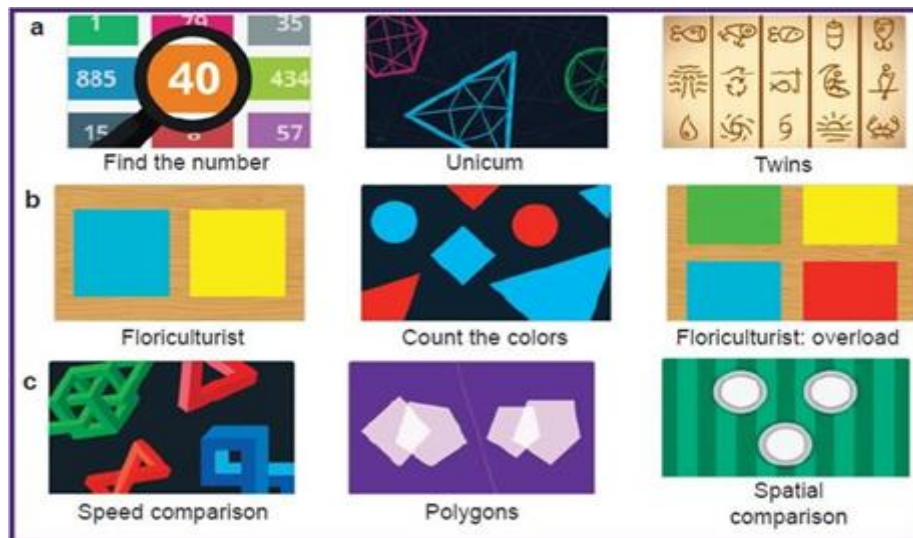 a
1 79 35
885 40 434
15 8 57
Find the number
Unicum
Twins
b
Floriculturist
Count the colors
Floriculturist: overload
c
Speed comparison
Polygons
Spatial
comparison